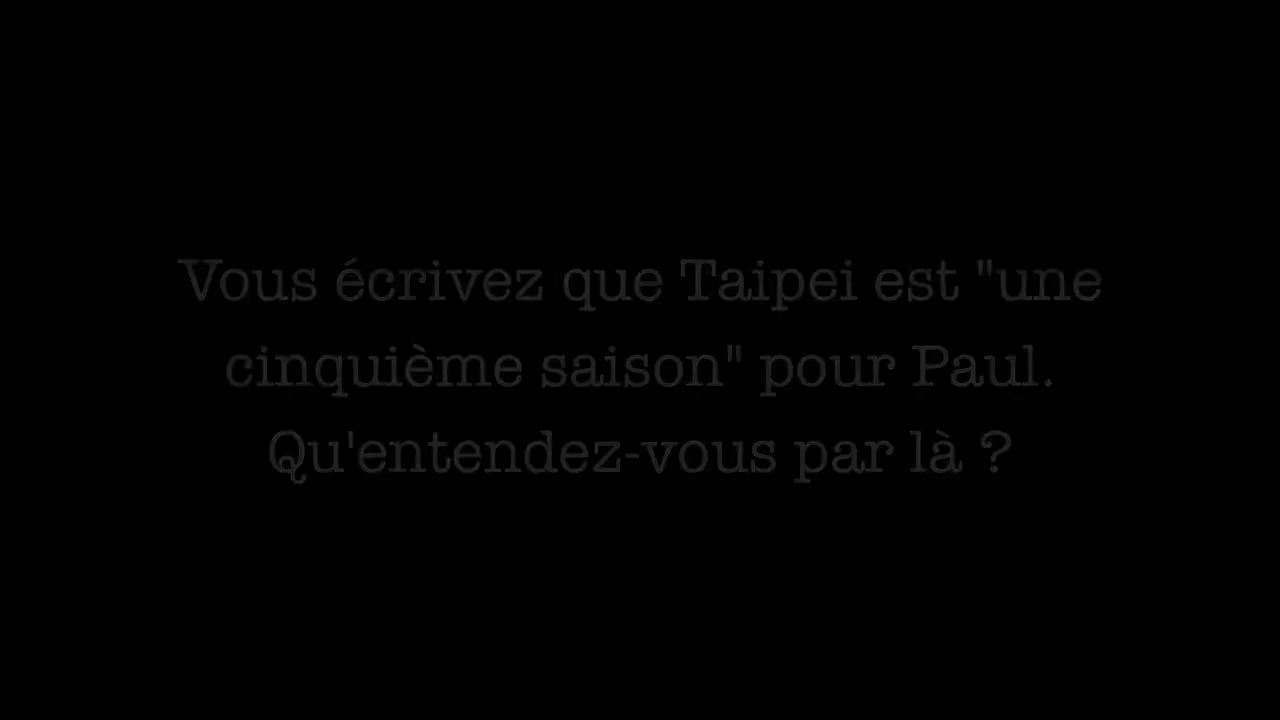 Vous écrivez que Taipei est "une
cinquième saison" pour Paul.
Qu'entendez-vous par là ?